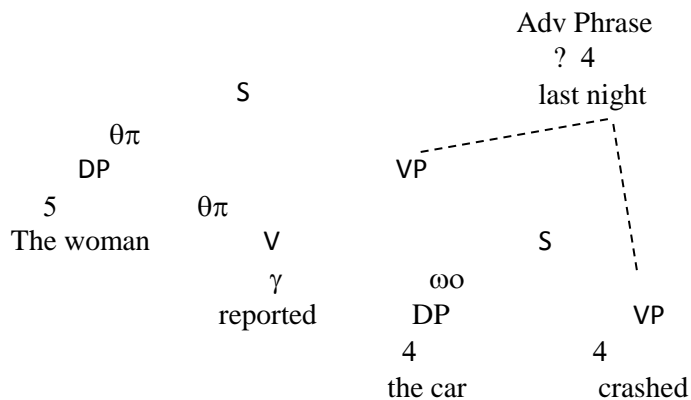 Adv Phrase
? 4
S
last night
θπ
DP VP
5 θπ
The woman V S
γ ωο
reported DP VP
4 4
the car crashed